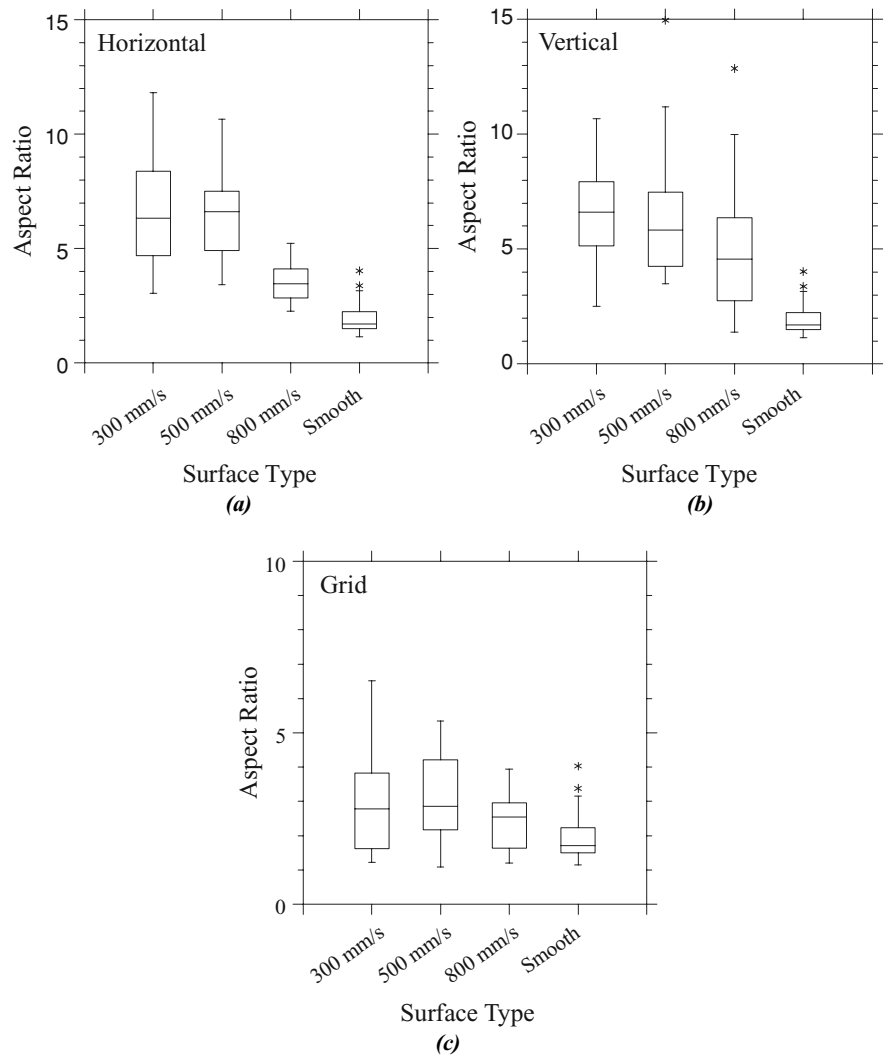 Horizontal
15
10
5
0
Aspect Ratio
300 mm/s
500 mm/s
800 mm/s
Smooth
Surface Type
(a)
Vertical
15
10
5
0
Aspect Ratio
300 mm/s
500 mm/s
800 mm/s
Smooth
Surface Type
(b)
Grid
10
5
0
Aspect Ratio
300 mm/s
500 mm/s
800 mm/s
Smooth
Surface Type
(c)